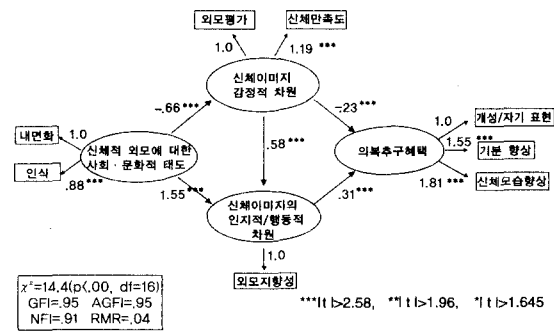 외모평가
신체만족도
1.0
1.19 ***
신체이미지
감정적 차원
-.66 ***
-.23 ***
내면화
1.0
인식
.88 ***
신체적 외모에 대한
사회·문화적 태도
.58 ***
의복추구혜택
1.0
개성/자기 표현
1.55 ***
기분 향상
1.81 ***
신체모습향상
1.55 ***
.31 ***
신체이미지의
인지적/행동적
차원
1.0
외모지향성
χ²=14.4(p<.00, df=16)
GFI=.95 AGFI=.95
NFI=.91 RMR=.04
***|t|>2.58, **|t|>1.96, *|t|>1.645